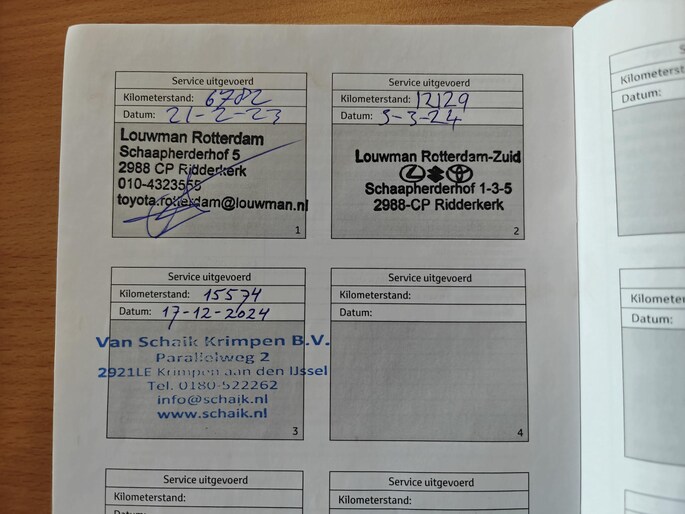 Service uitgevoerd
Kilometerstand: 6782
Datum: 21-2-23
Louwman Rotterdam
Schaapherderhof 5
2988 CP Ridderkerk
010-4323555
toyota.rotterdam@louwman.nl
1
Service uitgevoerd
Kilometerstand: 12129
Datum: 5-3-24
Louwman Rotterdam-Zuid
Schaapherderhof 1-3-5
2988-CP Ridderkerk
2
Service uitgevoerd
Kilometerstand: 15574
Datum: 17-12-2024
Van Schaik Krimpen B.V.
Parallelweg 2
2921LE Krimpen aan den IJssel
Tel. 0180-522262
info@schaik.nl
www.schaik.nl
3
Service uitgevoerd
Kilometerstand:
Datum:
4
Service uitgevoerd
Kilometerstand:
Service uitgevoerd
Kilometerstand:
Kilometerst
Datum:
Kilometer
Datum: